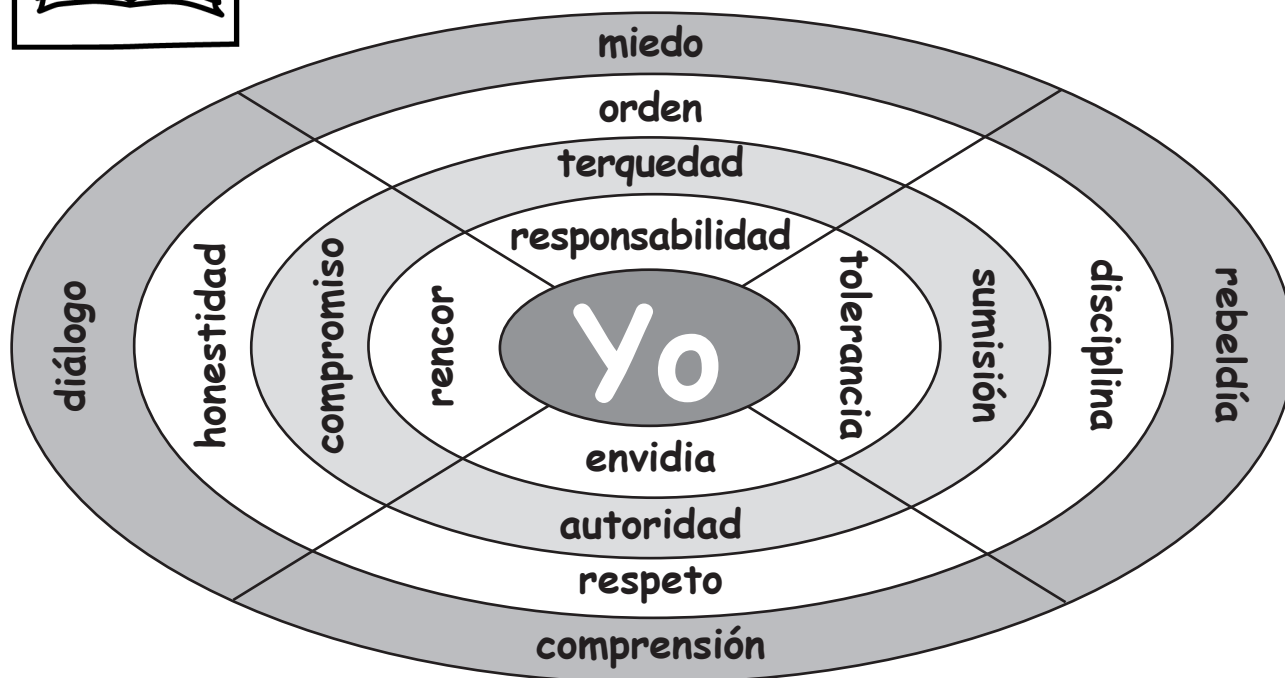 miedo
orden
terquedad
responsabilidad
diálogo
honestidad
compromiso
rencor
Yo
tolerancia
sumisión
disciplina
rebeldía
envidia
autoridad
respeto
comprensión